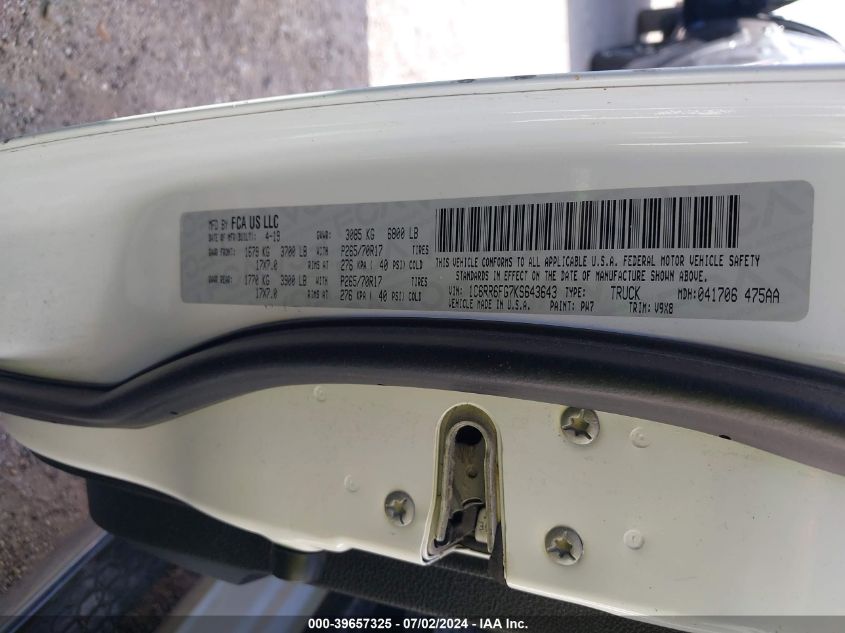 MFD BY FCA US LLC
DATE OF MFR(BUILT): 4-19 GVWR: 3085 KG 6800 LB
GAWR FRONT: 1679 KG 3700 LB WITH P265/70R17 TIRES
17X7.0 RIMS AT 276 KPA ( 40 PSI) COLD
GAWR REAR: 1770 KG 3900 LB WITH P265/70R17 TIRES
17X7.0 RIMS AT 276 KPA ( 40 PSI) COLD
THIS VEHICLE CONFORMS TO ALL APPLICABLE U.S.A. FEDERAL MOTOR VEHICLE SAFETY
STANDARDS IN EFFECT ON THE DATE OF MANUFACTURE SHOWN ABOVE.
VIN: 1C6RR6FG7KS643643 TYPE: TRUCK MDH:041706 475AA
VEHICLE MADE IN U.S.A. PAINT: PW7 TRIM: V9X8
000-39657325 - 07/02/2024 - IAA Inc.